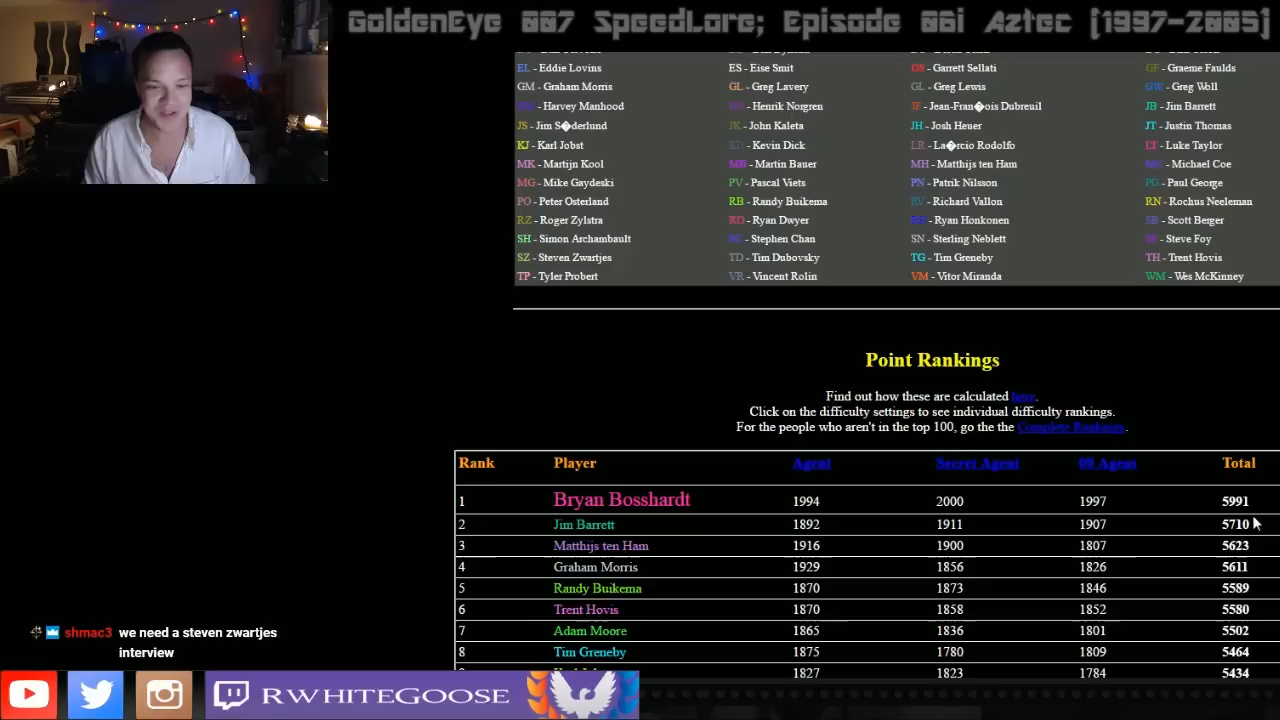 GoldenEye 007 SpeedLore; Episode 06i Aztec [1997-2005]
EL - Eddie Lovins ES - Eise Smit GS - Garrett Sellati GF - Graeme Faulds
GM - Graham Morris GL - Greg Lavery GL - Greg Lewis GW - Greg Woll
- Harvey Manhood - Henrik Norgren JF - Jean-Fran�ois Dubreuil JB - Jim Barrett
JS - Jim S�derlund JK - John Kaleta JH - Josh Heuer JT - Justin Thomas
KJ - Karl Jobst KD - Kevin Dick LR - La�rcio Rodolfo LT - Luke Taylor
MK - Martijn Kool MB - Martin Bauer MH - Matthijs ten Ham MC - Michael Coe
MG - Mike Gaydeski PV - Pascal Viets PN - Patrik Nilsson PG - Paul George
PO - Peter Osterland RB - Randy Buikema RV - Richard Vallon RN - Rochus Neeleman
RZ - Roger Zylstra RD - Ryan Dwyer RH - Ryan Honkonen SB - Scott Berger
SH - Simon Archambault SC - Stephen Chan SN - Sterling Neblett SF - Steve Foy
SZ - Steven Zwartjes TD - Tim Dubovsky TG - Tim Greneby TH - Trent Hovis
TP - Tyler Probert VR - Vincent Rolin VM - Vitor Miranda WM - Wes McKinney
Point Rankings
Find out how these are calculated here.
Click on the difficulty settings to see individual difficulty rankings.
For the people who aren't in the top 100, go the the Complete Rankings.
Rank Player Agent Secret Agent 00 Agent Total
1 Bryan Bosshardt 1994 2000 1997 5991
2 Jim Barrett 1892 1911 1907 5710
3 Matthijs ten Ham 1916 1900 1807 5623
4 Graham Morris 1929 1856 1826 5611
5 Randy Buikema 1870 1873 1846 5589
6 Trent Hovis 1870 1858 1852 5580
7 Adam Moore 1865 1836 1801 5502
8 Tim Greneby 1875 1780 1809 5464
1827 1823 1784 5434
shmac3 we need a steven zwartjes
interview
RWHITEGOOSE